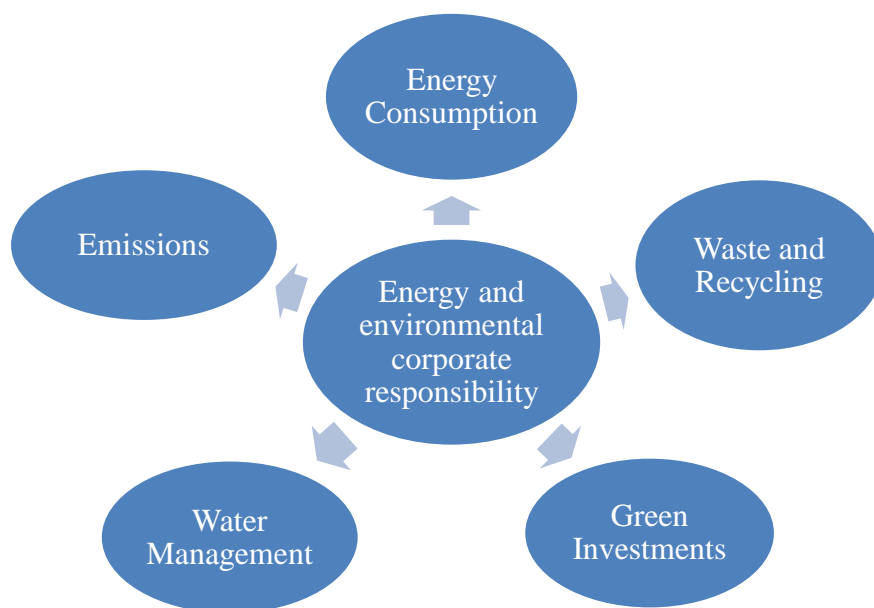 Energy
Consumption
Emissions
Waste and
Recycling
Energy and
environmental
corporate
responsibility
Water
Management
Green
Investments